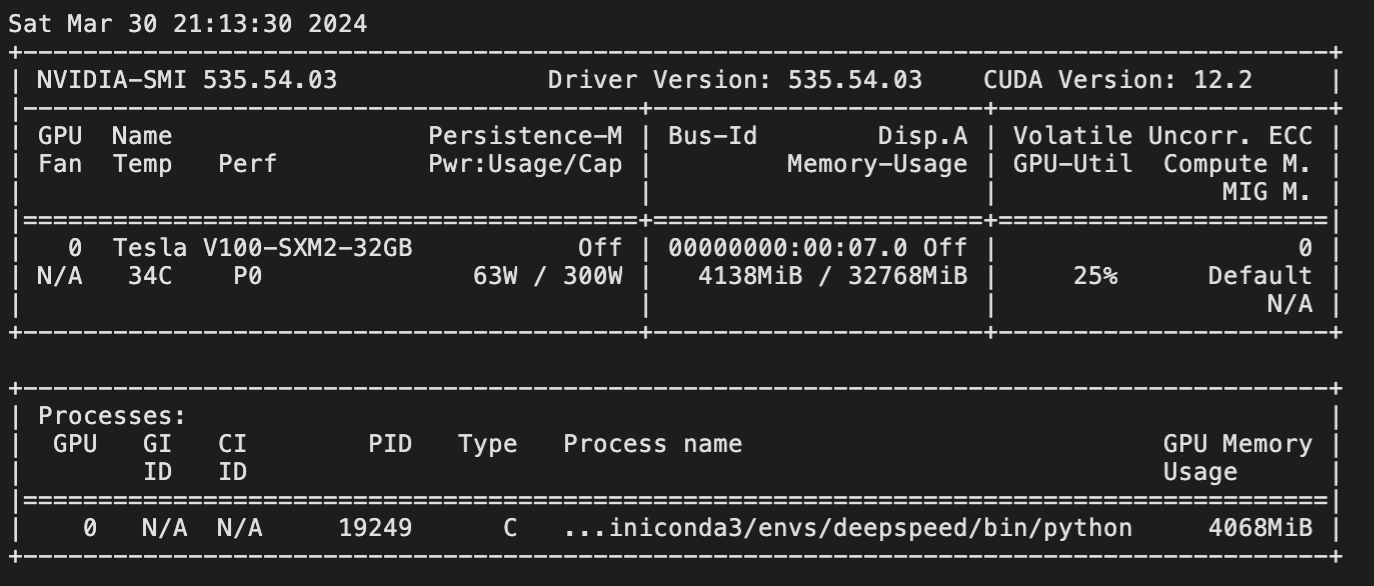 Sat Mar 30 21:13:30 2024
+---------------------------------------------------------------------------------------+
| NVIDIA-SMI 535.54.03              Driver Version: 535.54.03    CUDA Version: 12.2     |
|-----------------------------------------+----------------------+----------------------+
| GPU  Name                 Persistence-M | Bus-Id        Disp.A | Volatile Uncorr. ECC |
| Fan  Temp   Perf          Pwr:Usage/Cap |         Memory-Usage | GPU-Util  Compute M. |
|                                         |                      |               MIG M. |
|=========================================+======================+======================|
|   0  Tesla V100-SXM2-32GB           Off | 00000000:00:07.0 Off |                    0 |
| N/A   34C    P0              63W / 300W |   4138MiB / 32768MiB |     25%      Default |
|                                         |                      |                  N/A |
+-----------------------------------------+----------------------+----------------------+

+---------------------------------------------------------------------------------------+
| Processes:                                                                            |
|  GPU   GI   CI        PID   Type   Process name                            GPU Memory |
|        ID   ID                                                             Usage      |
|=======================================================================================|
|    0   N/A  N/A     19249      C   ...iniconda3/envs/deepspeed/bin/python     4068MiB |
+---------------------------------------------------------------------------------------+